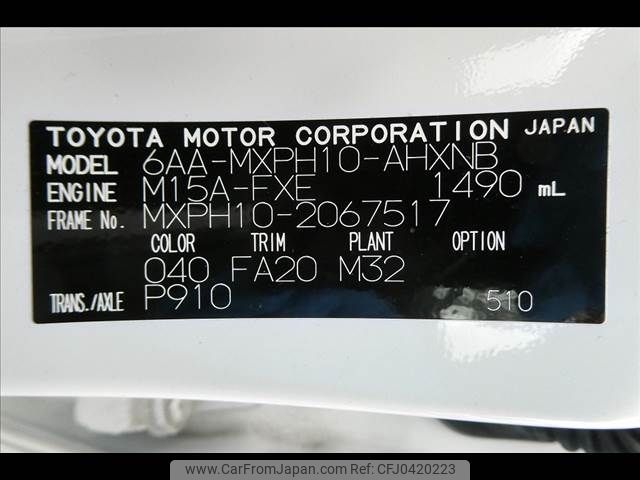 TOYOTA MOTOR CORPORATION JAPAN
MODEL 6AA-MXPH10-AHXNB
ENGINE M15A-FXE 1490 mL
FRAME No. MXPH10-2067517
COLOR TRIM PLANT OPTION
040 FA20 M32
TRANS./AXLE P910 510
www.CarFromJapan.com (REF No. CFJ0420223)